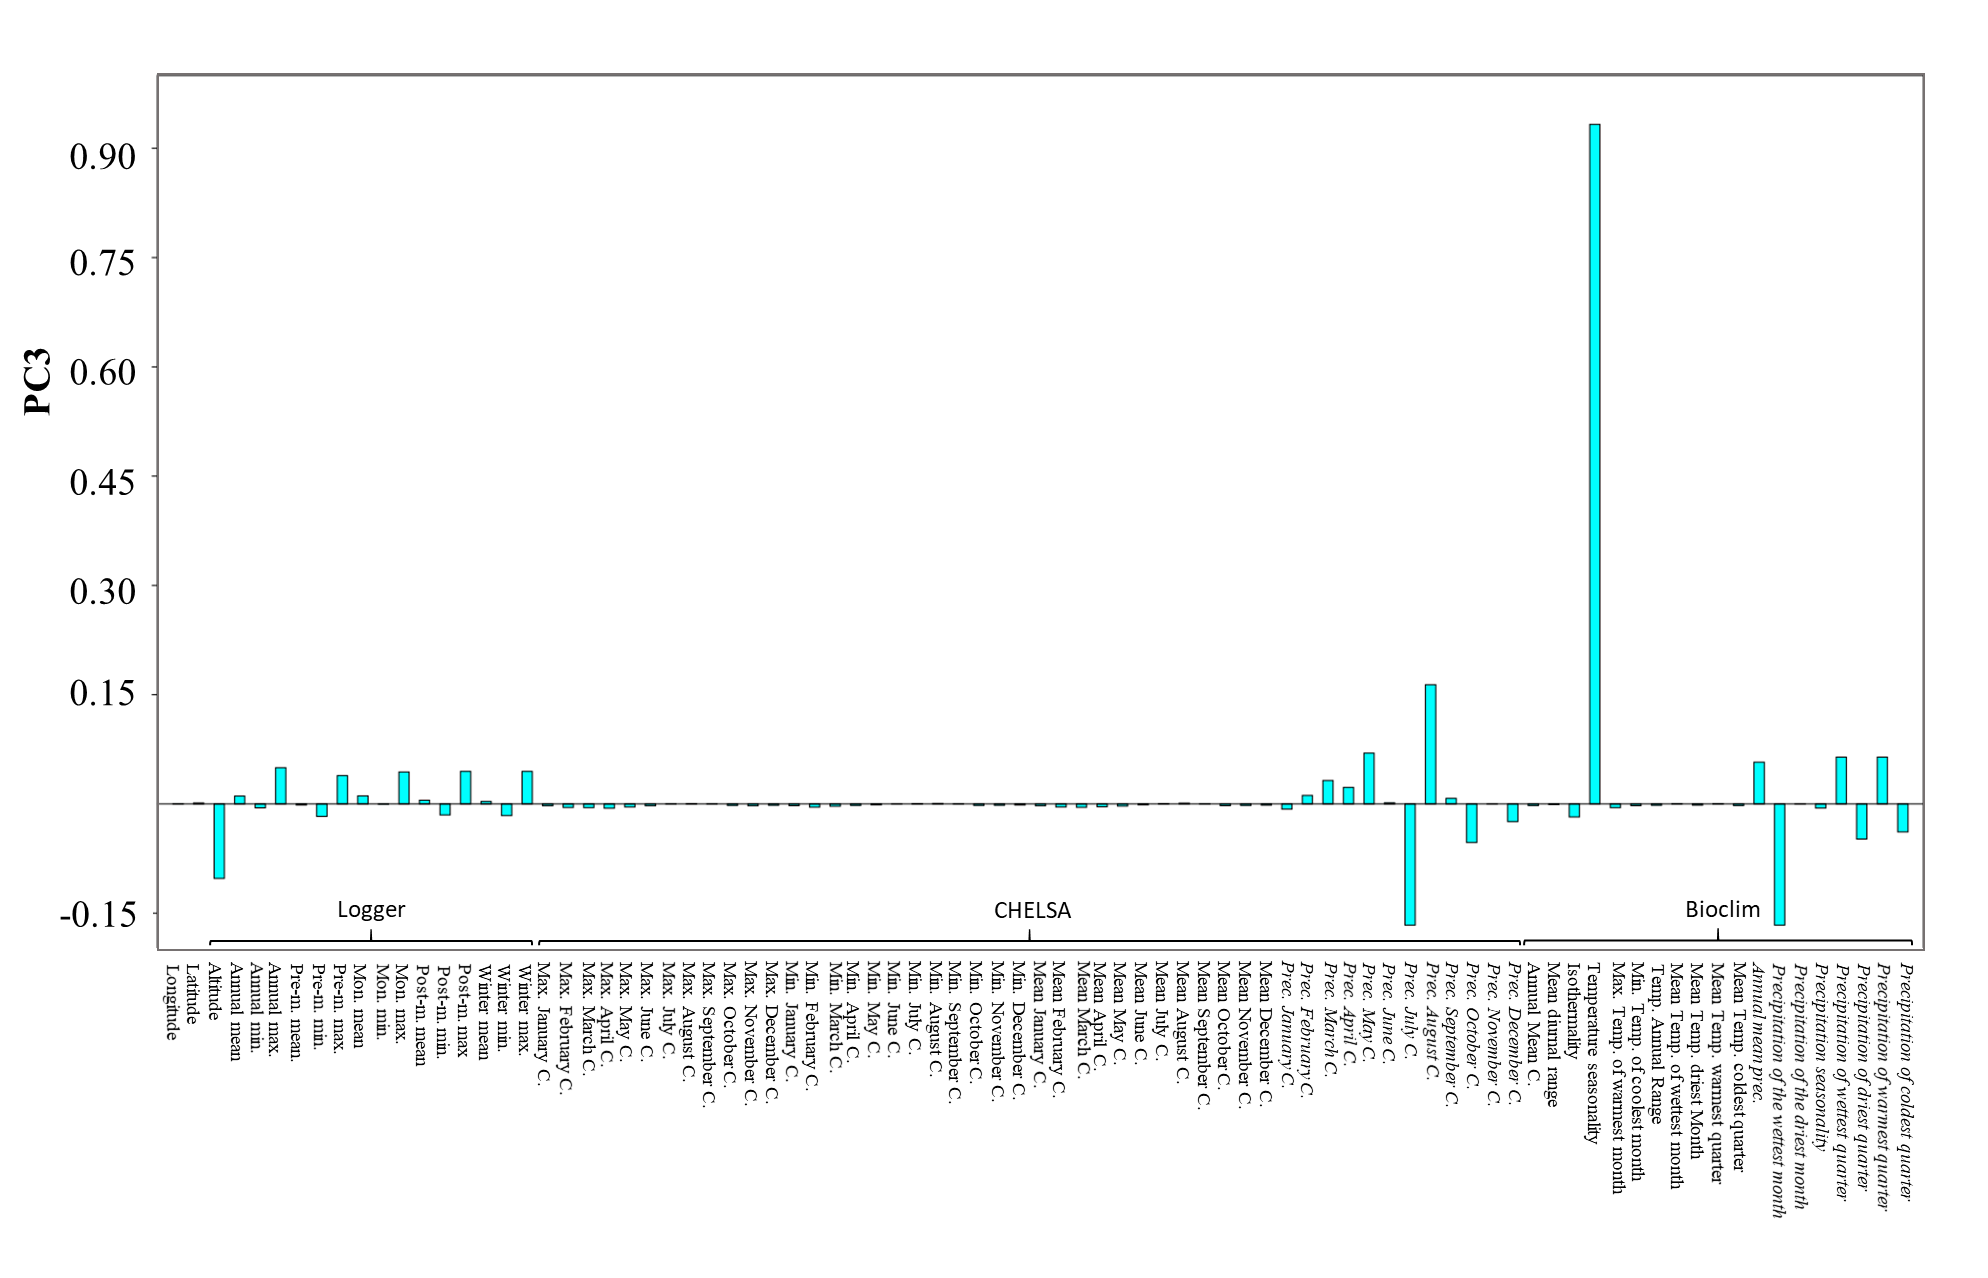 PC3
0.90
0.75
0.60
0.45
0.30
0.15
-0.15
Logger
CHELSA
Bioclim
Longitude
Latitude
Altitude
Annual mean
Annual min.
Annual max.
Pre-m. mean.
Pre-m. min.
Pre-m. max.
Mon. mean
Mon. min.
Mon. max.
Post-m. mean
Post-m. min.
Post-m. max
Winter mean
Winter min.
Winter max.
Max. January C.
Max. February C.
Max. March C.
Max. April C.
Max. May C.
Max. June C.
Max. July C.
Max. August C.
Max. September C.
Max. October C.
Max. November C.
Max. December C.
Min. January C.
Min. February C.
Min. March C.
Min. April C.
Min. May C.
Min. June C.
Min. July C.
Min. August C.
Min. September C.
Min. October C.
Min. November C.
Min. December C.
Mean January C.
Mean February C.
Mean March C.
Mean April C.
Mean May C.
Mean June C.
Mean July C.
Mean August C.
Mean September C.
Mean October C.
Mean November C.
Mean December C.
Prec. January C.
Prec. February C.
Prec. March C.
Prec. April C.
Prec. May C.
Prec. June C.
Prec. July C.
Prec. August C.
Prec. September C.
Prec. October C.
Prec. November C.
Prec. December C.
Annual Mean C.
Mean diurnal range
Isothermality
Temperature seasonality
Max. Temp. of warmest month
Min. Temp. of coolest month
Temp. Annual Range
Mean Temp. of wettest month
Mean Temp. driest Month
Mean Temp. warmest quarter
Mean Temp. coldest quarter
Annual mean prec.
Precipitation of the wettest month
Precipitation of the driest month
Precipitation seasonality
Precipitation of wettest quarter
Precipitation of driest quarter
Precipitation of warmest quarter
Precipitation of coldest quarter